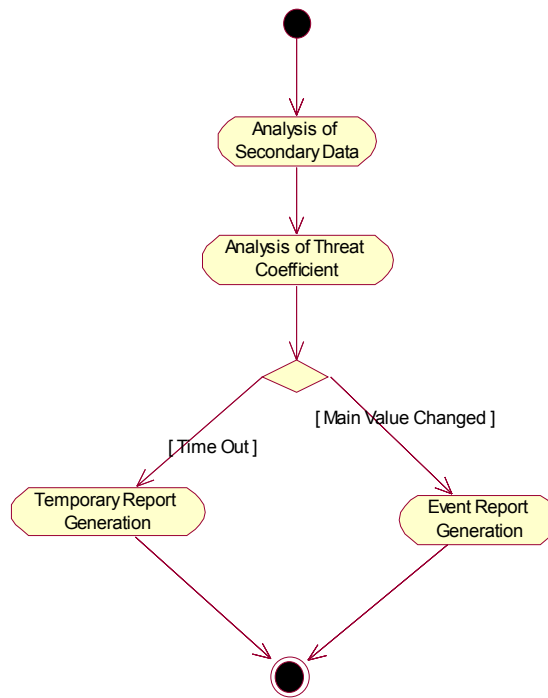 Analysis of
Secondary Data
Analysis of Threat
Coefficient
[ Main Value Changed ]
[ Time Out ]
Temporary Report
Generation
Event Report
Generation